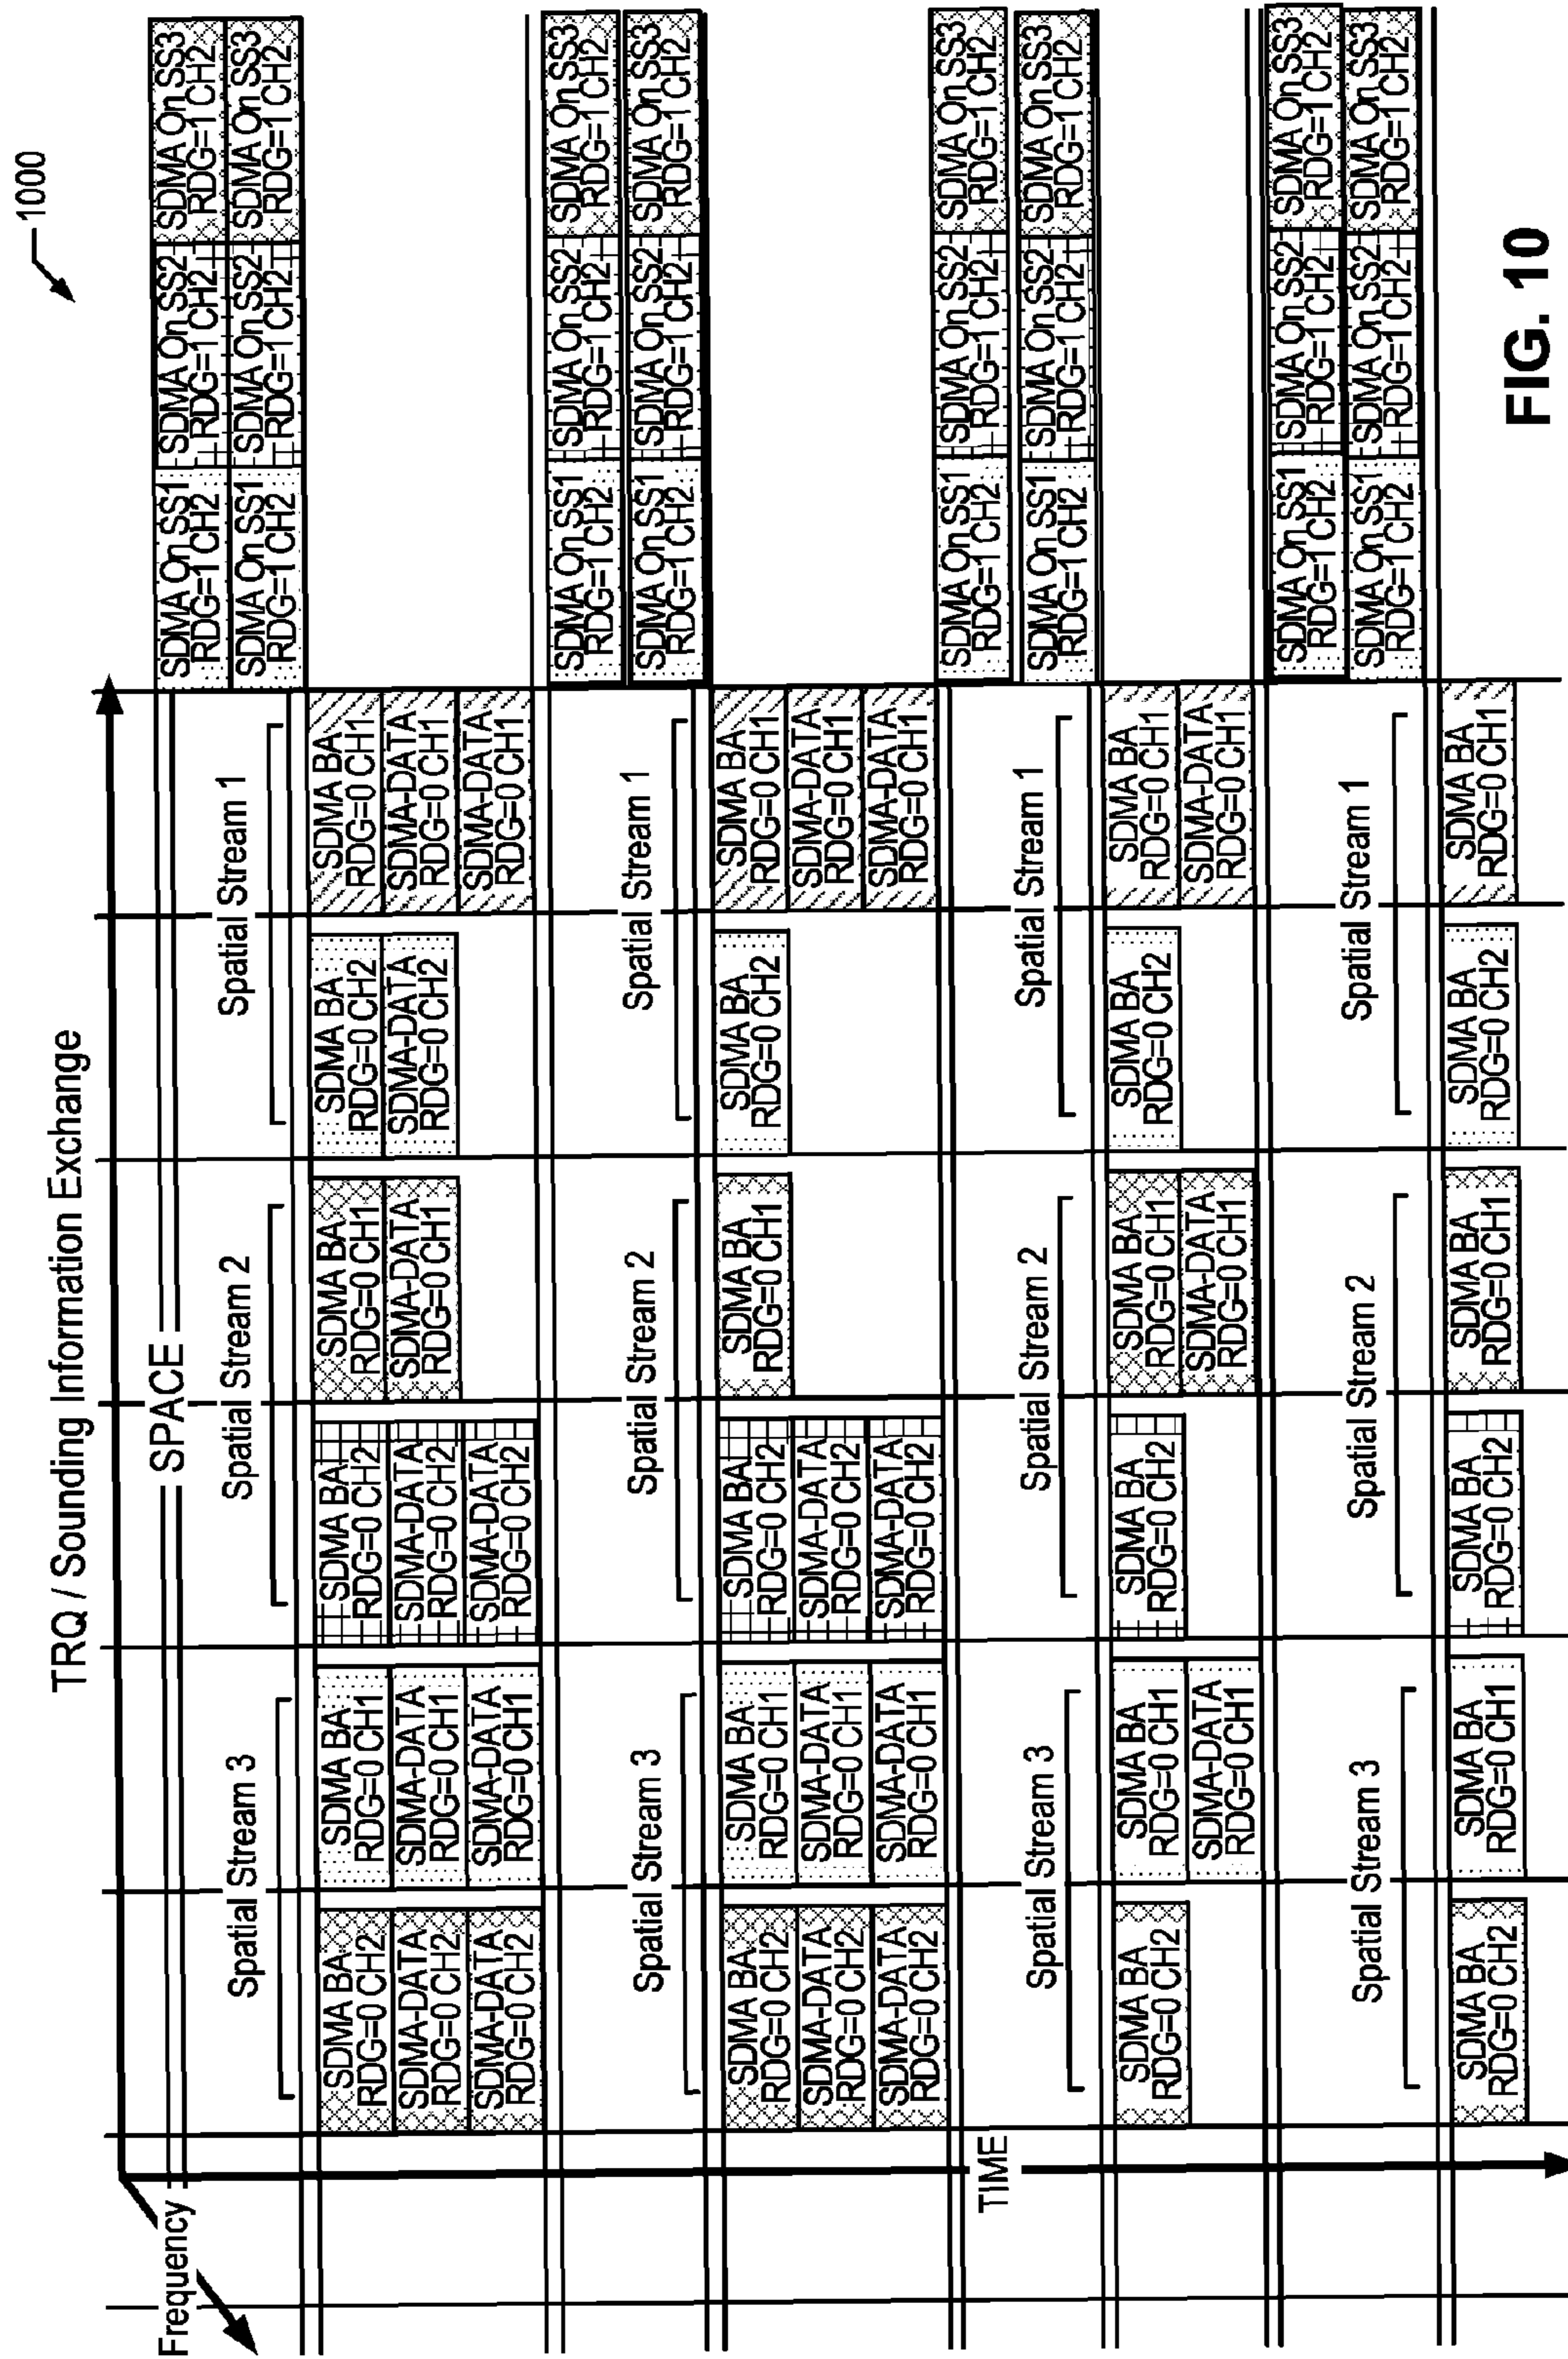 1000
TRQ / Sounding Information Exchange
SPACE
Frequency
SDMA On SS1
RDG=1 CH2
SDMA On SS2
RDG=1 CH2
SDMA On SS3
RDG=1 CH2
SDMA On SS1
RDG=1 CH2
SDMA On SS2
RDG=1 CH2
SDMA On SS3
RDG=1 CH2
Spatial Stream 3
Spatial Stream 2
Spatial Stream 1
SDMA BA
RDG=0 CH2
SDMA BA
RDG=0 CH1
SDMA BA
RDG=0 CH2
SDMA BA
RDG=0 CH1
SDMA BA
RDG=0 CH2
SDMA BA
RDG=0 CH1
SDMA-DATA
RDG=0 CH2
SDMA-DATA
RDG=0 CH1
SDMA-DATA
RDG=0 CH2
SDMA-DATA
RDG=0 CH1
SDMA-DATA
RDG=0 CH2
SDMA-DATA
RDG=0 CH1
SDMA-DATA
RDG=0 CH2
SDMA-DATA
RDG=0 CH1
SDMA-DATA
RDG=0 CH2
SDMA-DATA
RDG=0 CH1
SDMA On SS1
RDG=1 CH2
SDMA On SS2
RDG=1 CH2
SDMA On SS3
RDG=1 CH2
SDMA On SS1
RDG=1 CH2
SDMA On SS2
RDG=1 CH2
SDMA On SS3
RDG=1 CH2
Spatial Stream 3
Spatial Stream 2
Spatial Stream 1
SDMA BA
RDG=0 CH2
SDMA BA
RDG=0 CH1
SDMA BA
RDG=0 CH2
SDMA BA
RDG=0 CH1
SDMA BA
RDG=0 CH2
SDMA BA
RDG=0 CH1
SDMA-DATA
RDG=0 CH2
SDMA-DATA
RDG=0 CH1
SDMA-DATA
RDG=0 CH2
SDMA-DATA
RDG=0 CH1
SDMA-DATA
RDG=0 CH2
SDMA-DATA
RDG=0 CH1
SDMA-DATA
RDG=0 CH2
SDMA-DATA
RDG=0 CH1
SDMA On SS1
RDG=1 CH2
SDMA On SS2
RDG=1 CH2
SDMA On SS3
RDG=1 CH2
TIME
SDMA On SS1
RDG=1 CH2
SDMA On SS2
RDG=1 CH2
SDMA On SS3
RDG=1 CH2
Spatial Stream 3
Spatial Stream 2
Spatial Stream 1
SDMA BA
RDG=0 CH2
SDMA BA
RDG=0 CH1
SDMA BA
RDG=0 CH2
SDMA BA
RDG=0 CH1
SDMA BA
RDG=0 CH2
SDMA BA
RDG=0 CH1
SDMA-DATA
RDG=0 CH1
SDMA-DATA
RDG=0 CH1
SDMA-DATA
RDG=0 CH1
SDMA On SS1
RDG=1 CH2
SDMA On SS2
RDG=1 CH2
SDMA On SS3
RDG=1 CH2
SDMA On SS1
RDG=1 CH2
SDMA On SS2
RDG=1 CH2
SDMA On SS3
RDG=1 CH2
Spatial Stream 3
Spatial Stream 2
Spatial Stream 1
SDMA BA
RDG=0 CH2
SDMA BA
RDG=0 CH1
SDMA BA
RDG=0 CH2
SDMA BA
RDG=0 CH1
SDMA BA
RDG=0 CH2
SDMA BA
RDG=0 CH1
FIG. 10